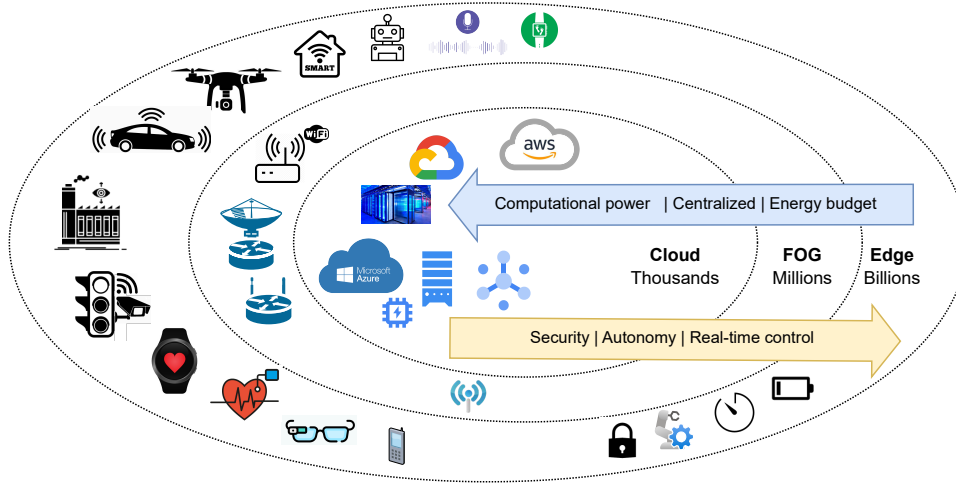 SMART
WiFi
aws
Computational power | Centralized | Energy budget
Microsoft
Azure
Cloud
Thousands
FOG
Millions
Edge
Billions
Security | Autonomy | Real-time control